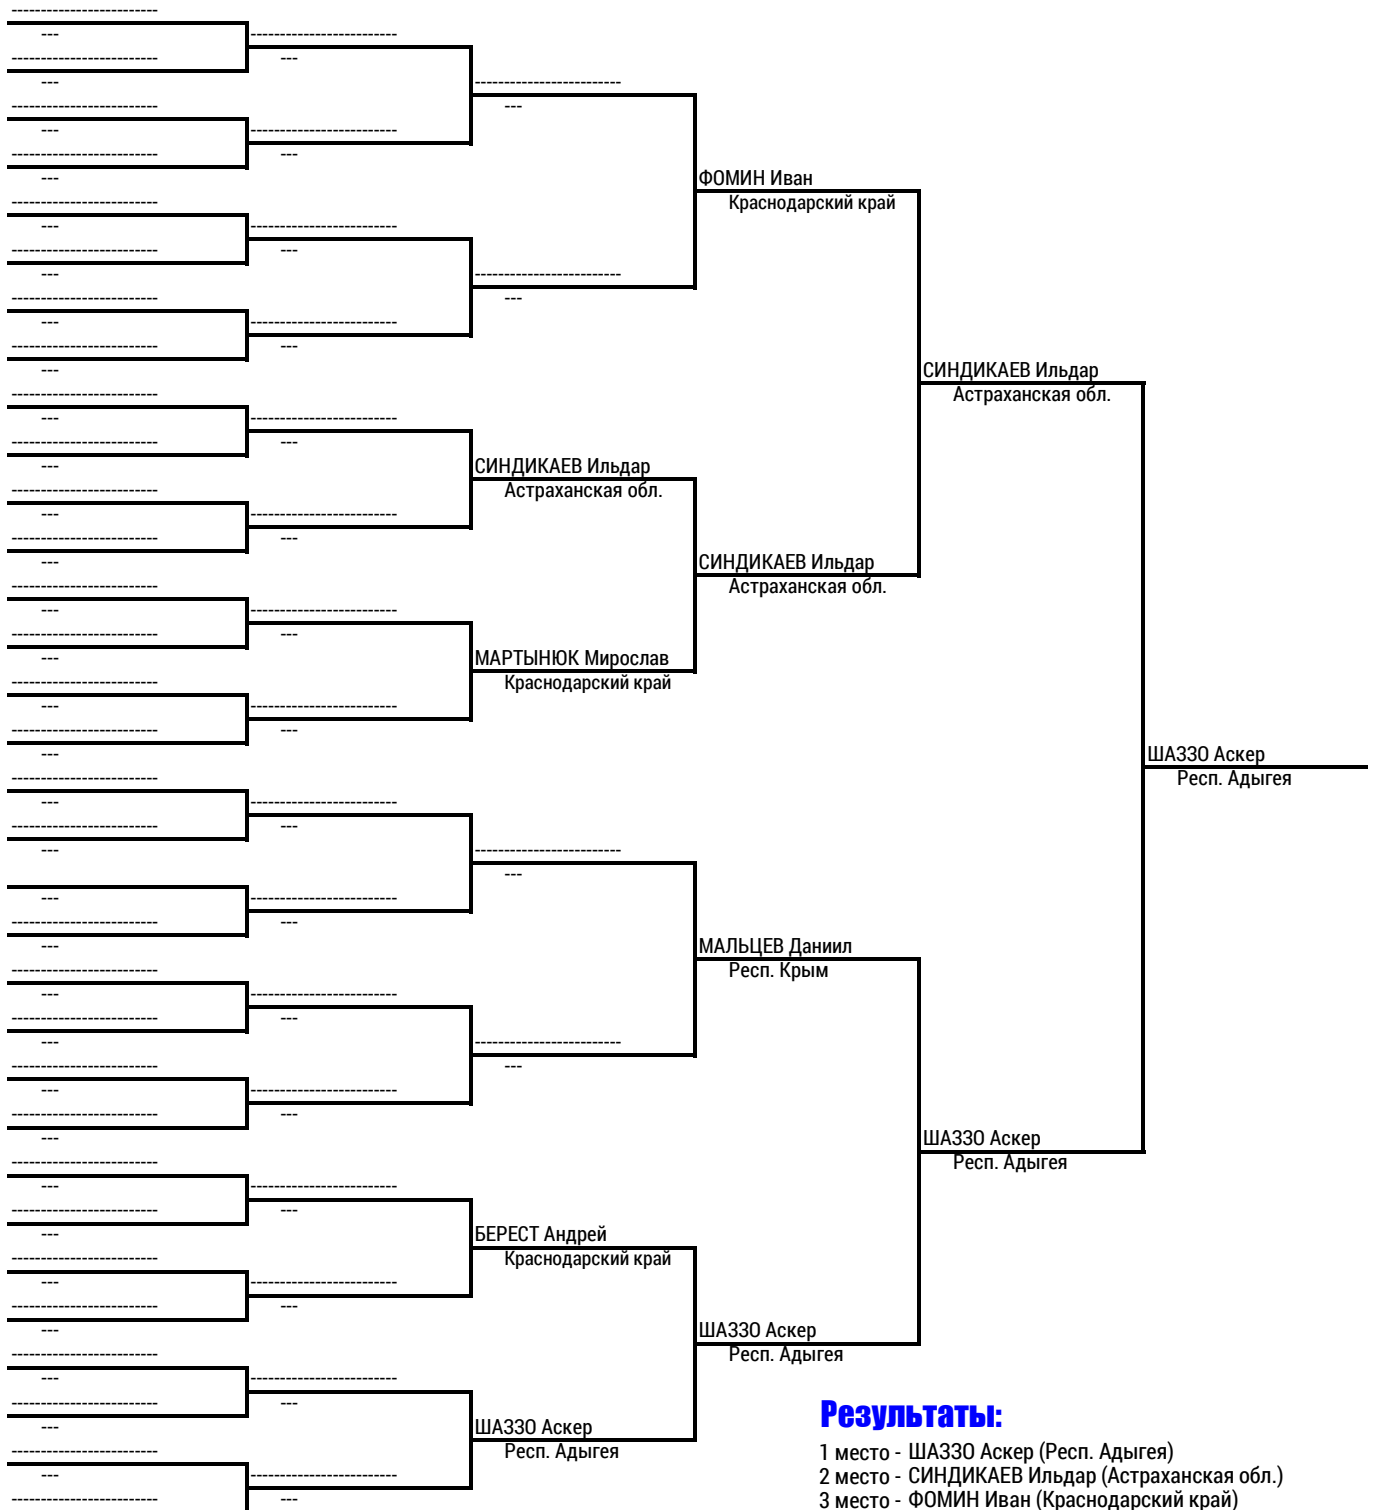 ФОМИН Иван
Краснодарский край
СИНДИКАЕВ Ильдар
Астраханская обл.
СИНДИКАЕВ Ильдар
Астраханская обл.
СИНДИКАЕВ Ильдар
Астраханская обл.
МАРТЫНЮК Мирослав
Краснодарский край
ШАЗЗО Аскер
Респ. Адыгея
МАЛЬЦЕВ Даниил
Респ. Крым
ШАЗЗО Аскер
Респ. Адыгея
БЕРЕСТ Андрей
Краснодарский край
ШАЗЗО Аскер
Респ. Адыгея
ШАЗЗО Аскер
Респ. Адыгея
Результаты:
1 место - ШАЗЗО Аскер (Респ. Адыгея)
2 место - СИНДИКАЕВ Ильдар (Астраханская обл.)
3 место - ФОМИН Иван (Краснодарский край)